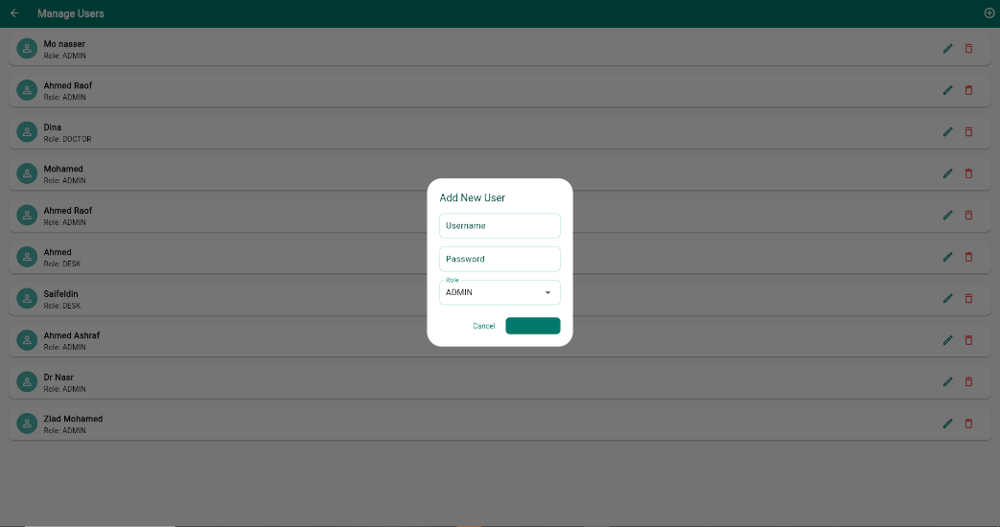 Manage Users
Mo nasser
Role: ADMIN
Ahmed Raof
Role: ADMIN
Dina
Role: DOCTOR
Mohamed
Role: ADMIN
Ahmed Raof
Role: ADMIN
Ahmed
Role: DESK
Saifeldin
Role: DESK
Ahmed Ashraf
Role: ADMIN
Dr Nasr
Role: ADMIN
Ziad Mohamed
Role: ADMIN
Add New User
Username
Password
Role
ADMIN
Cancel